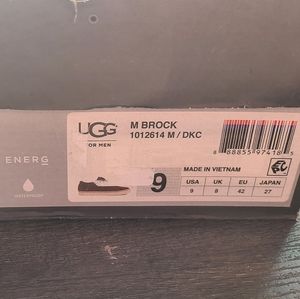 UGG
FOR MEN
M BROCK
1012614 M / DKC
ENERG
WATERPROOF
9
MADE IN VIETNAM
USA UK EU JAPAN
9 8 42 27